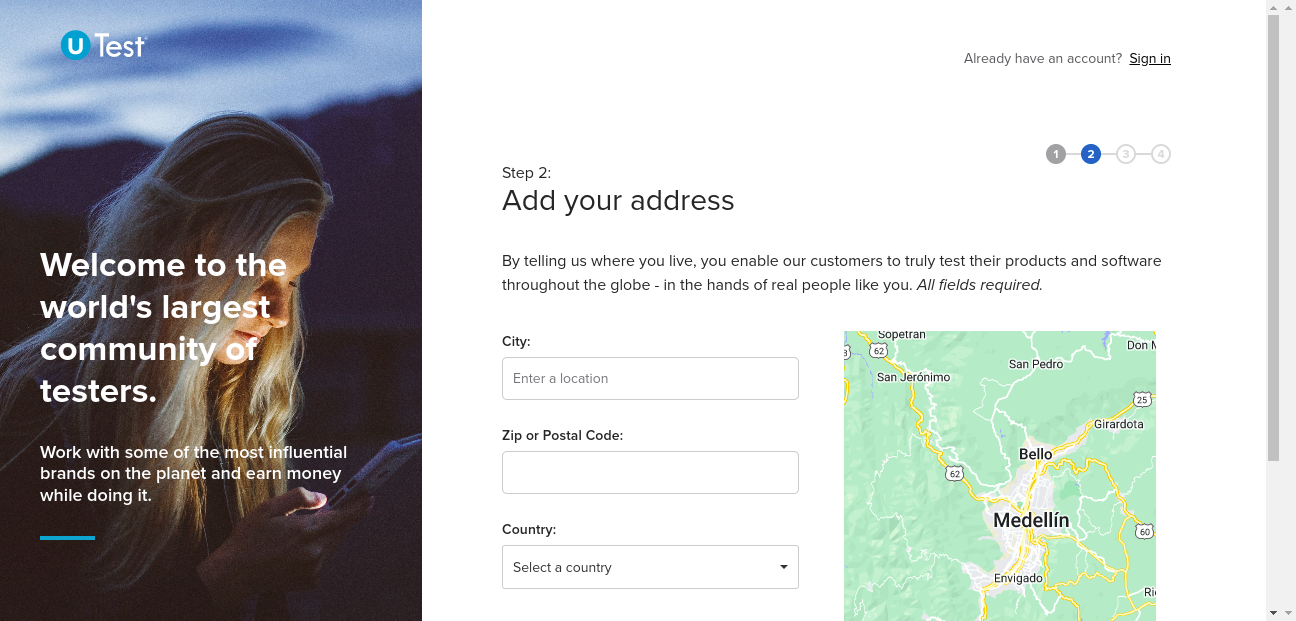 U Test
Already have an account? Sign in
1 2 3 4
Step 2:
Add your address
Welcome to the
world's largest
community of
testers.
Work with some of the most influential
brands on the planet and earn money
while doing it.
By telling us where you live, you enable our customers to truly test their products and software
throughout the globe - in the hands of real people like you. All fields required.
City:
Enter a location
Zip or Postal Code:
Country:
Select a country
Sopetran
62
Don M
San Pedro
San Jerónimo
25
Girardota
Bello
62
Medellín
60
Envigado